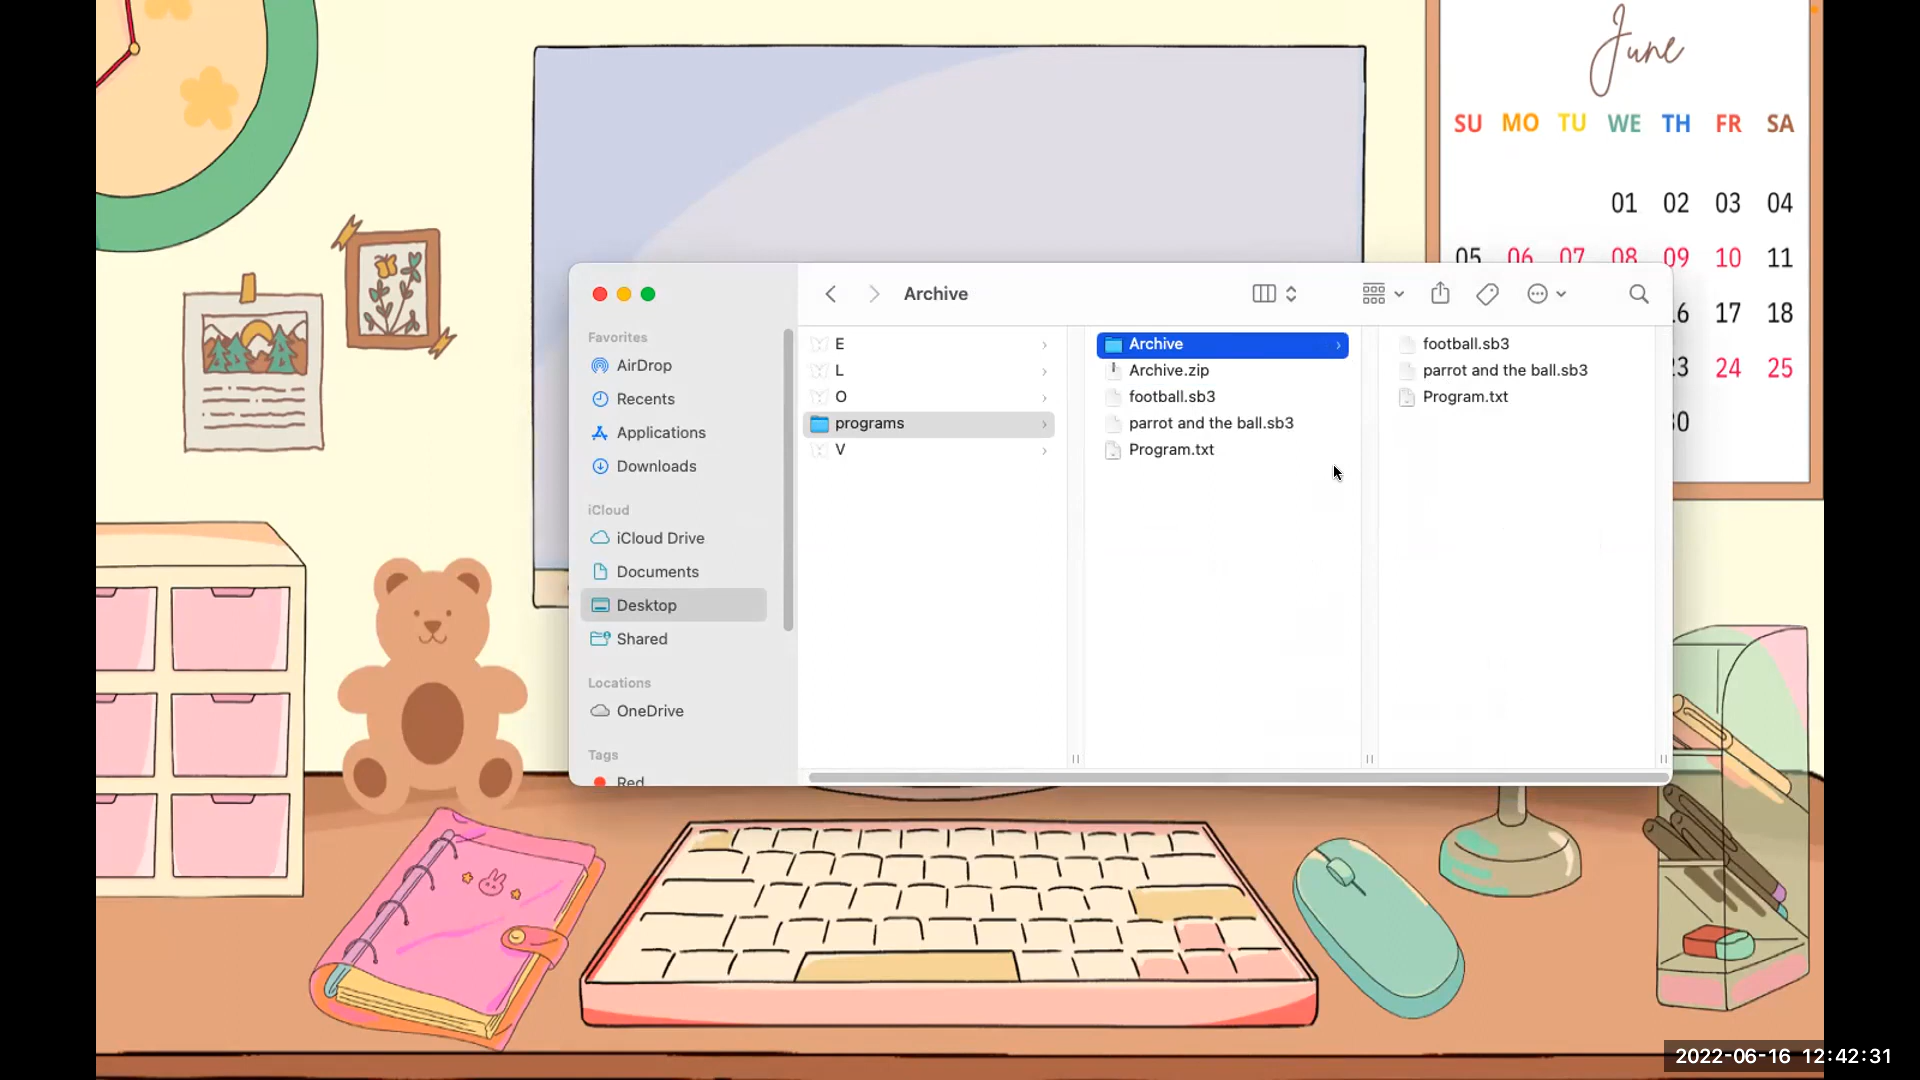 June
SU MO TU WE TH FR SA
01 02 03 04
05 06 07 08 09 10 11
16 17 18
23 24 25
30
Archive
Favorites
AirDrop
Recents
Applications
Downloads
iCloud
iCloud Drive
Documents
Desktop
Shared
Locations
OneDrive
Tags
Red
E
L
O
programs
V
Archive
Archive.zip
football.sb3
parrot and the ball.sb3
Program.txt
football.sb3
parrot and the ball.sb3
Program.txt
2022-06-16 12:42:31